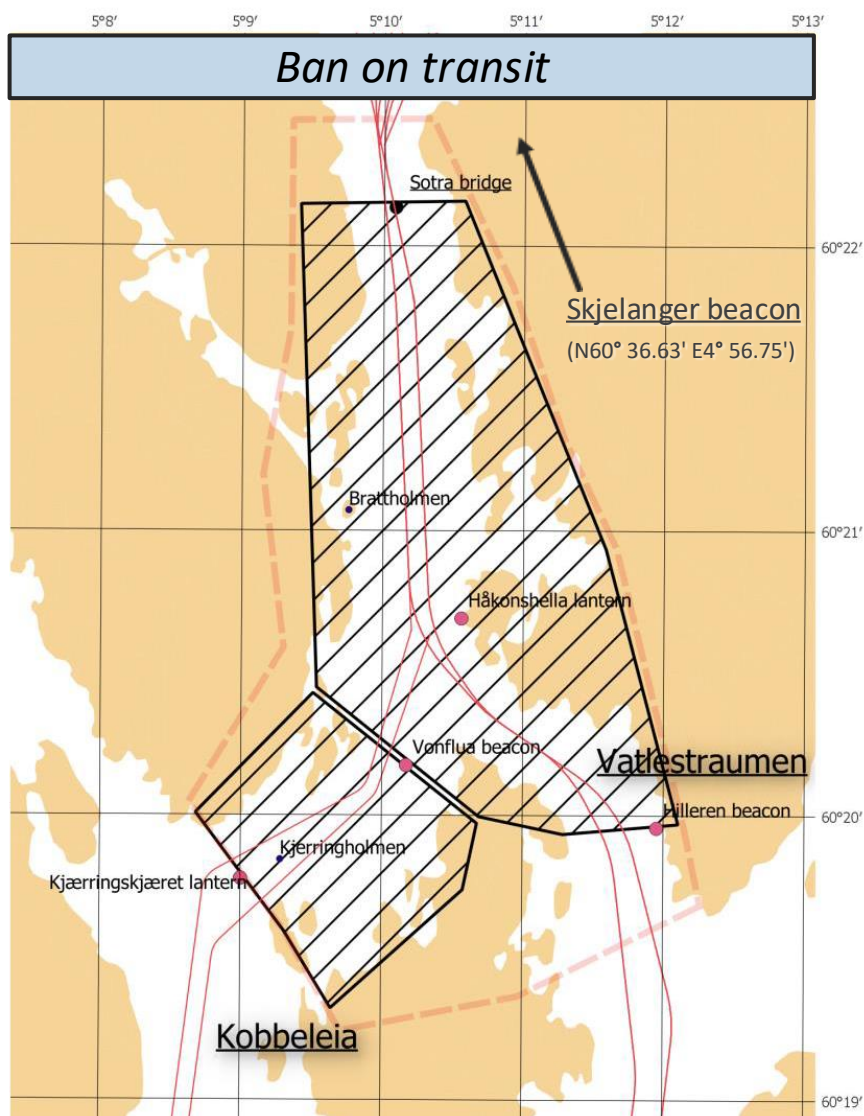 5°8' 5°9' 5°10' 5°11' 5°12' 5°13'
Ban on transit
Sotra bridge
60°22'
Skjelanger beacon
(N60° 36.63' E4° 56.75')
Brattholmen
60°21'
Håkonshella lantern
Vonflua beacon
Vatlestraumen
Hilleren beacon
60°20'
Kjerringholmen
Kjærringskjæret lantern
Kobbeleia
60°19'